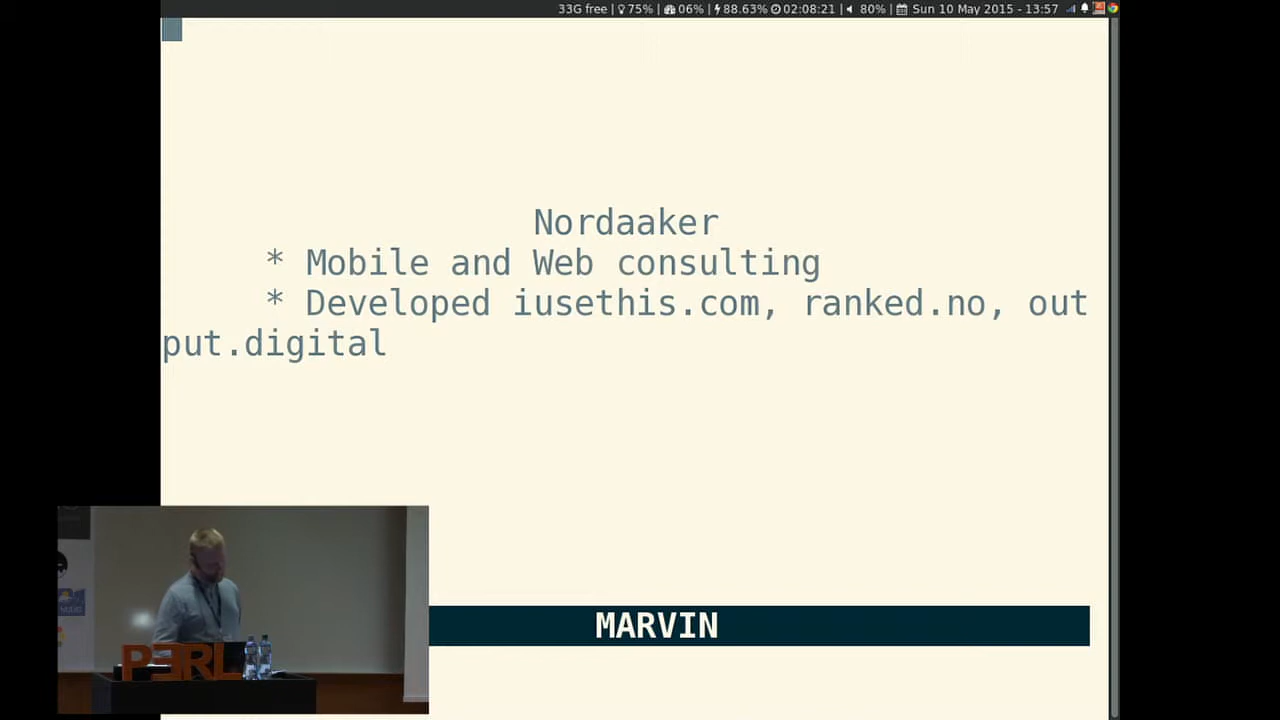 33G free | 75% | 06% | 88.63% 02:08:21 | 80% | Sun 10 May 2015 - 13:57
Nordaaker
* Mobile and Web consulting
* Developed iusethis.com, ranked.no, out
put.digital
MARVIN
PERL